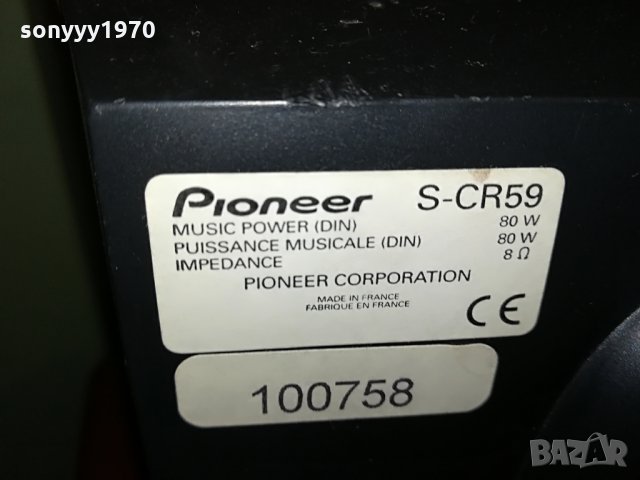 sonyyy1970
Pioneer S-CR59
MUSIC POWER (DIN) 80 W
PUISSANCE MUSICALE (DIN) 80 W
IMPEDANCE 8 Ω
PIONEER CORPORATION
MADE IN FRANCE
FABRIQUE EN FRANCE
CE
100758
BAZAR